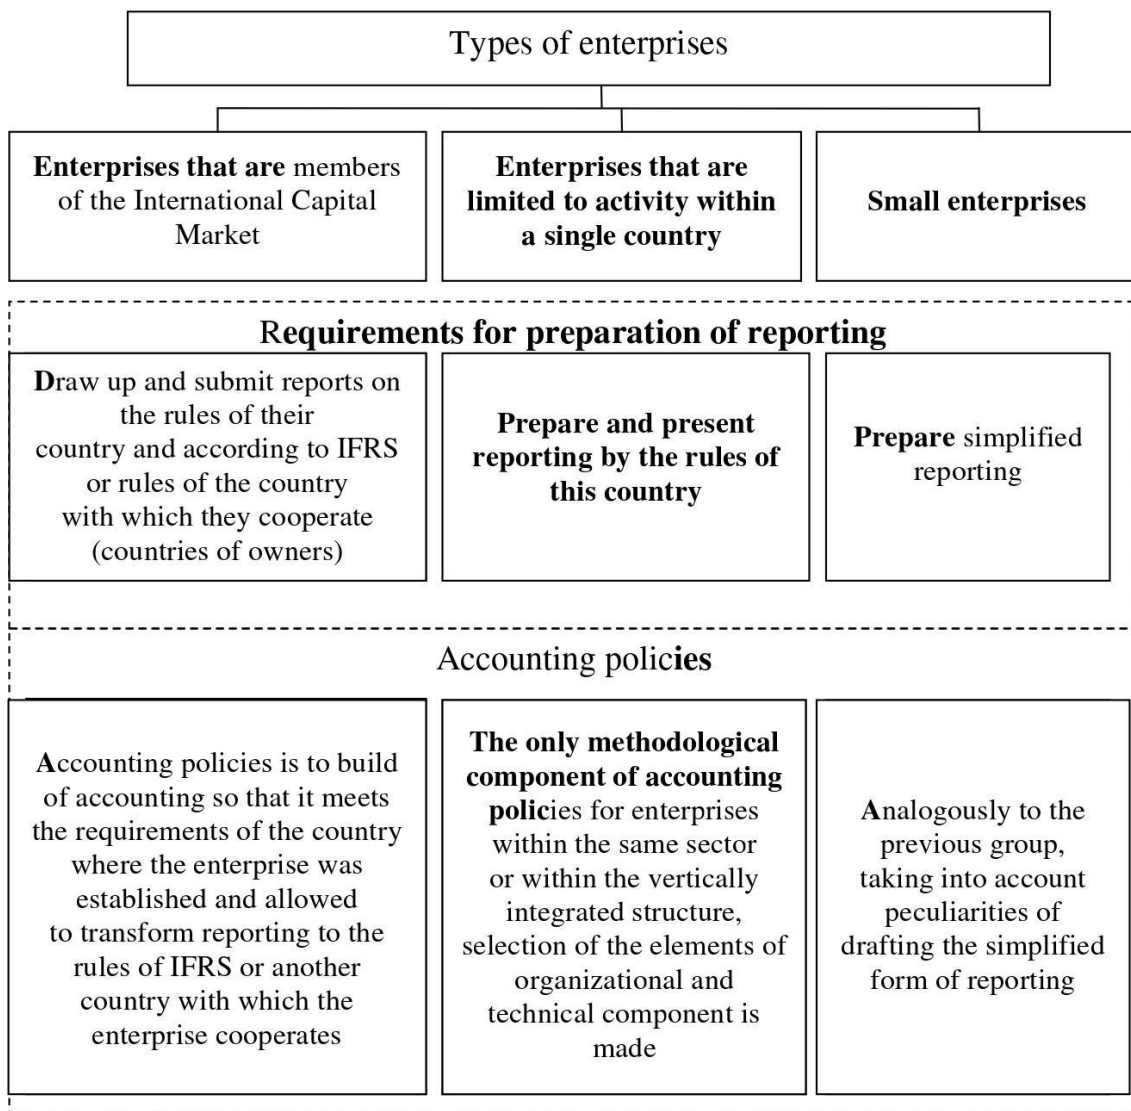 Types of enterprises
Enterprises that are members
of the International Capital
Market
Enterprises that are
limited to activity within
a single country
Small enterprises
Requirements for preparation of reporting
Draw up and submit reports on
the rules of their
country and according to IFRS
or rules of the country
with which they cooperate
(countries of owners)
Prepare and present
reporting by the rules of
this country
Prepare simplified
reporting
Accounting policies
Accounting policies is to build
of accounting so that it meets
the requirements of the country
where the enterprise was
established and allowed
to transform reporting to the
rules of IFRS or another
country with which the
enterprise cooperates
The only methodological
component of accounting
policies for enterprises
within the same sector
or within the vertically
integrated structure,
selection of the elements of
organizational and
technical component is
made
Analogously to the
previous group,
taking into account
peculiarities of
drafting the simplified
form of reporting